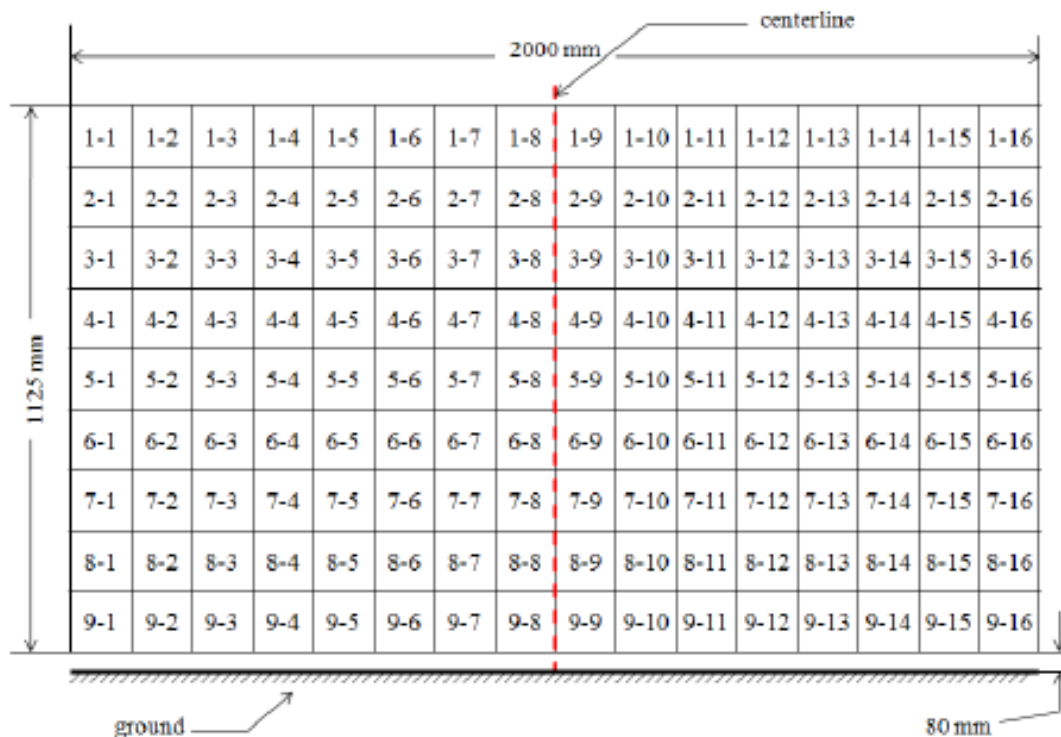 centerline
2000 mm
1-1 1-2 1-3 1-4 1-5 1-6 1-7 1-8 1-9 1-10 1-11 1-12 1-13 1-14 1-15 1-16
2-1 2-2 2-3 2-4 2-5 2-6 2-7 2-8 2-9 2-10 2-11 2-12 2-13 2-14 2-15 2-16
3-1 3-2 3-3 3-4 3-5 3-6 3-7 3-8 3-9 3-10 3-11 3-12 3-13 3-14 3-15 3-16
4-1 4-2 4-3 4-4 4-5 4-6 4-7 4-8 4-9 4-10 4-11 4-12 4-13 4-14 4-15 4-16
1125 mm
5-1 5-2 5-3 5-4 5-5 5-6 5-7 5-8 5-9 5-10 5-11 5-12 5-13 5-14 5-15 5-16
6-1 6-2 6-3 6-4 6-5 6-6 6-7 6-8 6-9 6-10 6-11 6-12 6-13 6-14 6-15 6-16
7-1 7-2 7-3 7-4 7-5 7-6 7-7 7-8 7-9 7-10 7-11 7-12 7-13 7-14 7-15 7-16
8-1 8-2 8-3 8-4 8-5 8-6 8-7 8-8 8-9 8-10 8-11 8-12 8-13 8-14 8-15 8-16
9-1 9-2 9-3 9-4 9-5 9-6 9-7 9-8 9-9 9-10 9-11 9-12 9-13 9-14 9-15 9-16
ground
80 mm